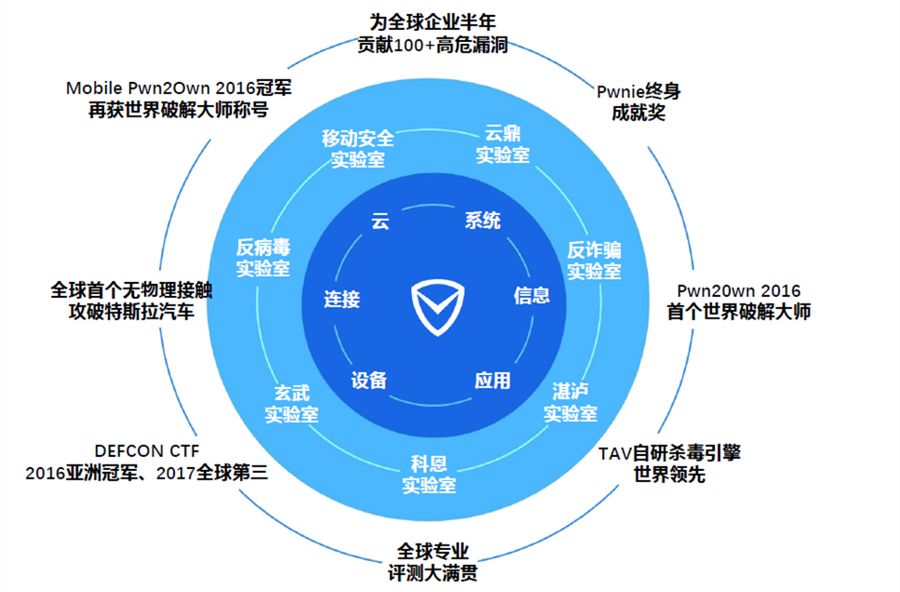 为全球企业半年
贡献100+高危漏洞
Mobile Pwn2Own 2016冠军
再获世界破解大师称号
Pwnie终身
成就奖
移动安全
实验室
云鼎
实验室
云
系统
反病毒
实验室
反诈骗
实验室
全球首个无物理接触
攻破特斯拉汽车
连接
信息
Pwn20wn 2016
首个世界破解大师
设备
应用
玄武
实验室
湛泸
实验室
DEFCON CTF
2016亚洲冠军、2017全球第三
科恩
实验室
TAV自研杀毒引擎
世界领先
全球专业
评测大满贯